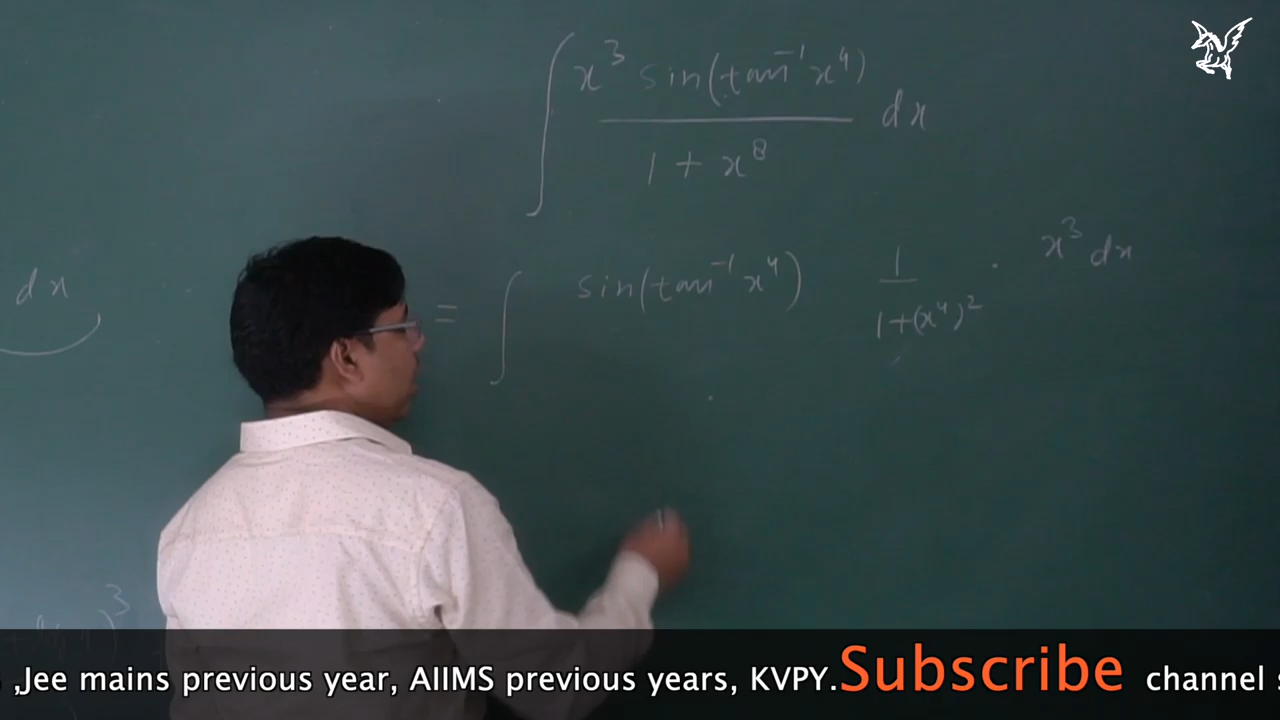 ∫ x³ sin(tan⁻¹ x⁴) / 1 + x⁸ dx
dx
= ∫ sin(tan⁻¹ x⁴) 1 / 1+(x⁴)² · x³ dx
)³
,Jee mains previous year, AIIMS previous years, KVPY.Subscribe channel